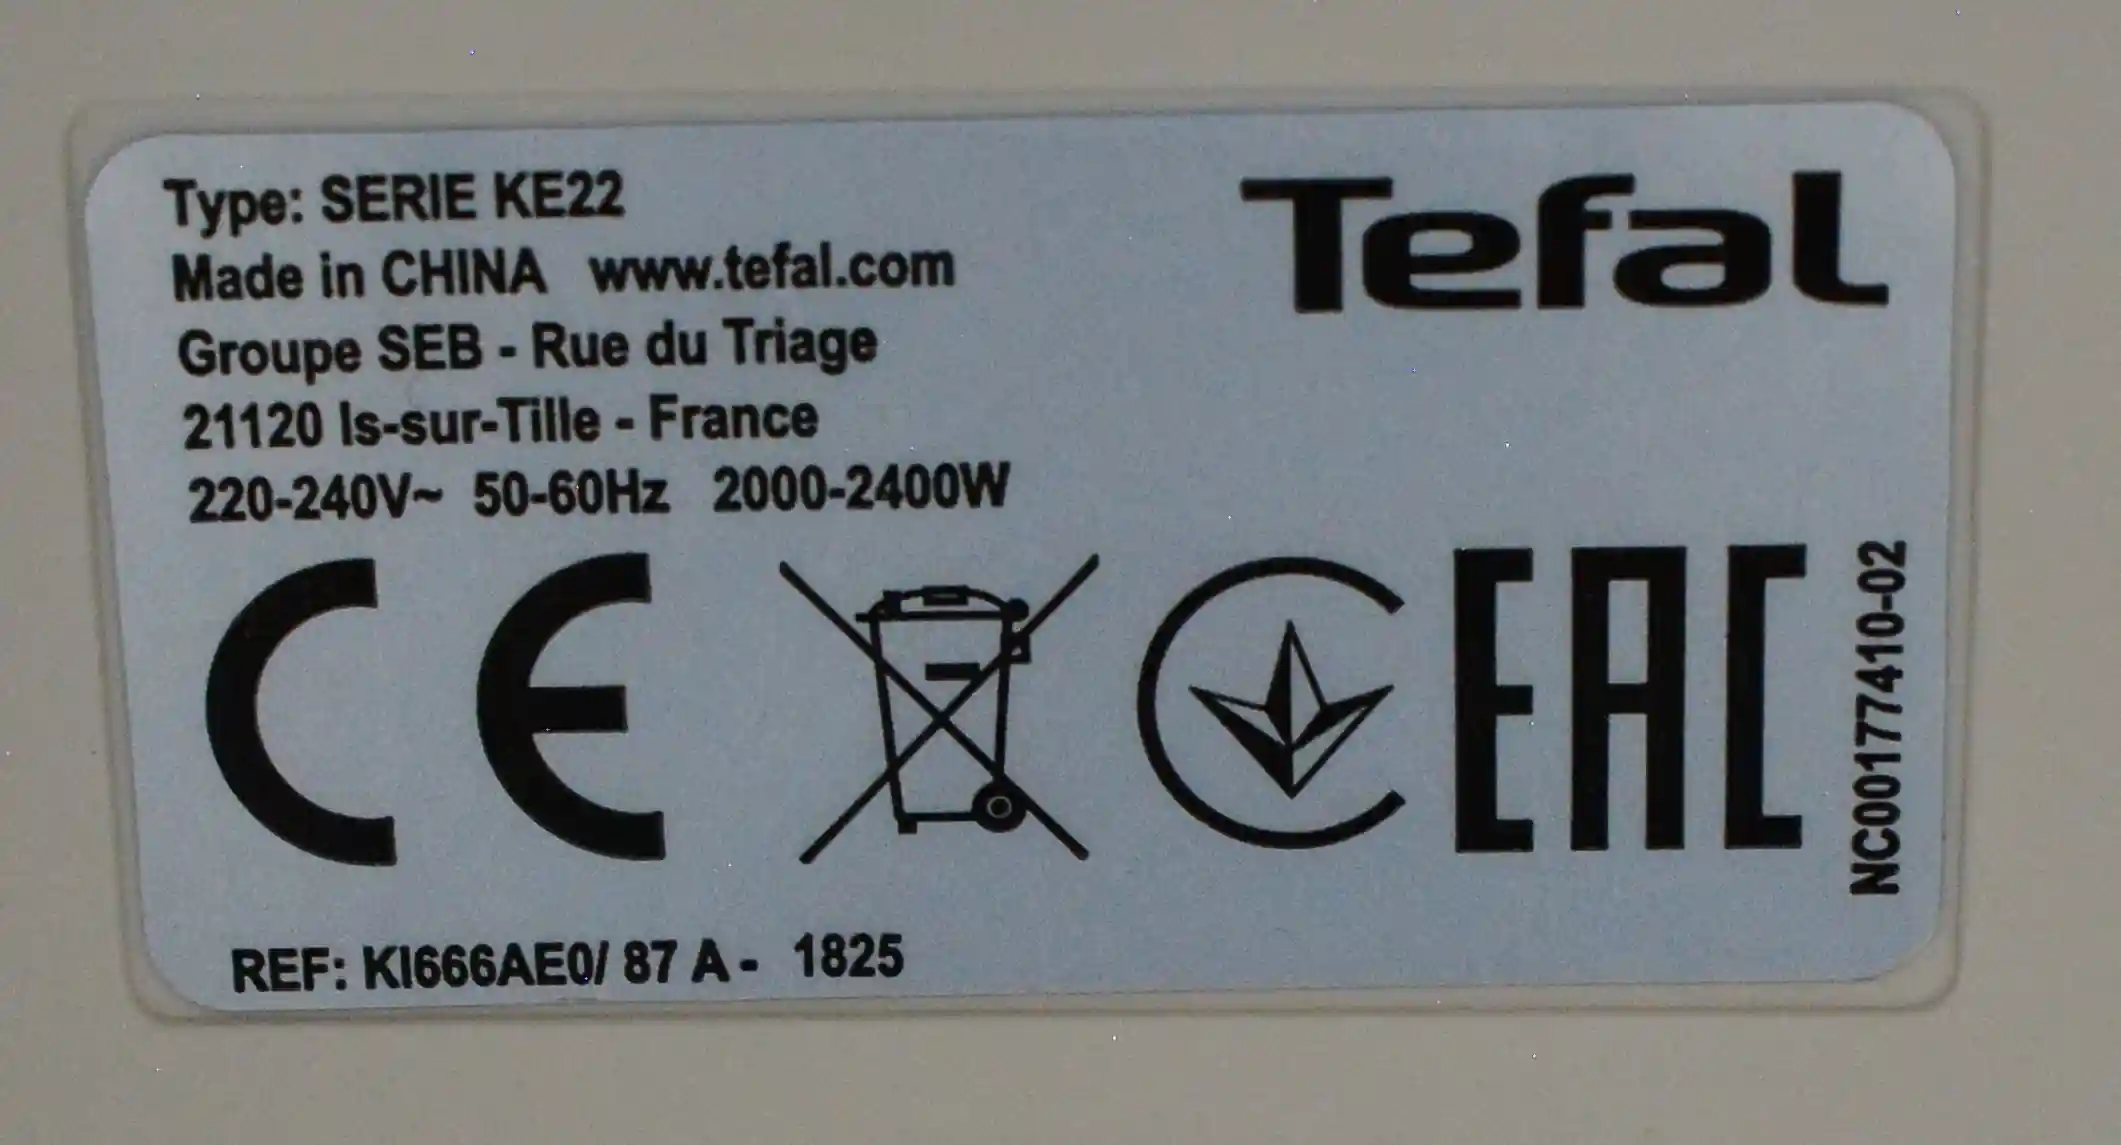 Type: SERIE KE22
Tefal
Made in CHINA www.tefal.com
Groupe SEB - Rue du Triage
21120 Is-sur-Tille - France
220-240V~ 50-60Hz 2000-2400W
CE
EAC
NC00177410-02
REF: KI666AE0/ 87 A - 1825